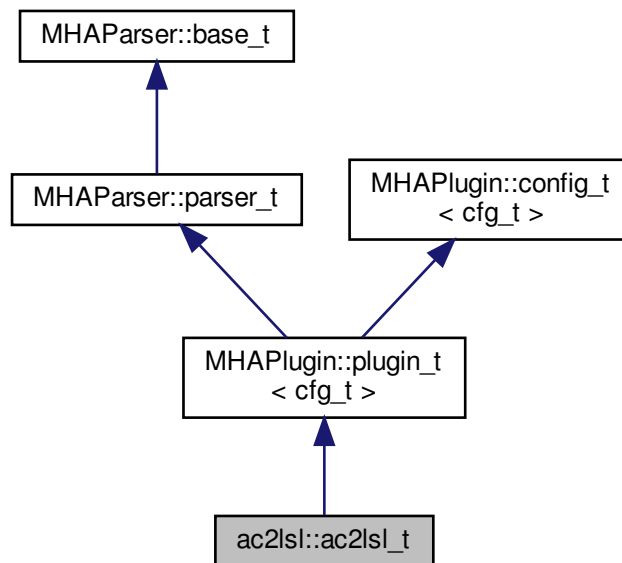 MHAParser::base_t
MHAParser::parser_t
MHAPlugin::config_t
< cfg_t >
MHAPlugin::plugin_t
< cfg_t >
ac2lsl::ac2lsl_t